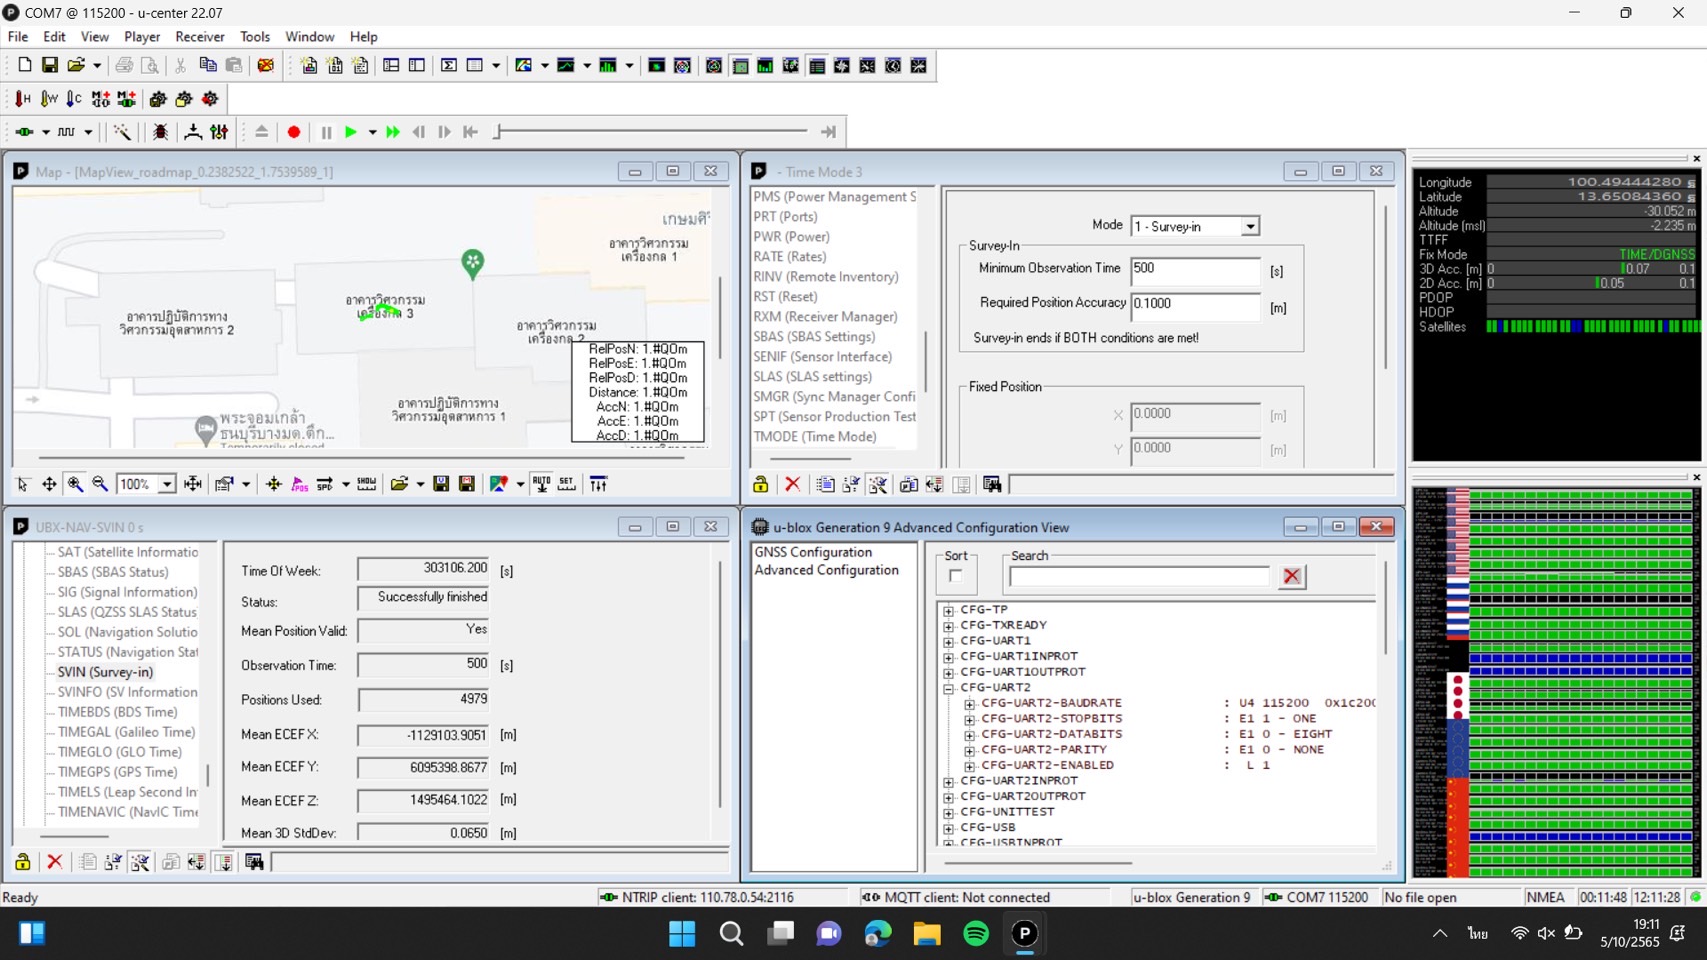 COM7 @ 115200 - u-center 22.07
File Edit View Player Receiver Tools Window Help
Map - [MapView_roadmap_0.2382522_1.7539589_1]
เกษมศิ
อาคารวิศวกรรม
เครื่องกล 1
อาคารวิศวกรรม
เครื่องกล 3
อาคารปฏิบัติการทาง
วิศวกรรมอุตสาหการ 2
อาคารวิศวกรรม
เครื่องกล 2
อาคารปฏิบัติการทาง
วิศวกรรมอุตสาหการ 1
พระจอมเกล้า
ธนบุรีบางมด.ตึก...
Temporarily closed
RelPosN: 1.#QOm
RelPosE: 1.#QOm
RelPosD: 1.#QOm
Distance: 1.#QOm
AccN: 1.#QOm
AccE: 1.#QOm
AccD: 1.#QOm
100%
POS
SPD
SHOW
AUTO
SET
- Time Mode 3
PMS (Power Management S
PRT (Ports)
PWR (Power)
RATE (Rates)
RINV (Remote Inventory)
RST (Reset)
RXM (Receiver Manager)
SBAS (SBAS Settings)
SENIF (Sensor Interface)
SLAS (SLAS settings)
SMGR (Sync Manager Confi
SPT (Sensor Production Test
TMODE (Time Mode)
Mode 1 - Survey-in
Survey-In
Minimum Observation Time 500 [s]
Required Position Accuracy 0.1000 [m]
Survey-in ends if BOTH conditions are met!
Fixed Position
X 0.0000 [m]
Y 0.0000 [m]
Longitude 100.49444280 °
Latitude 13.65084360 °
Altitude -30.052 m
Altitude (msl) -2.235 m
TTFF
Fix Mode TIME/DGNSS
3D Acc. [m] 0 0.07 0.1
2D Acc. [m] 0 0.05 0.1
PDOP
HDOP
Satellites
UBX-NAV-SVIN 0 s
SAT (Satellite Informatio
SBAS (SBAS Status)
SIG (Signal Information)
SLAS (QZSS SLAS Status
SOL (Navigation Solutio
STATUS (Navigation Stat
SVIN (Survey-in)
SVINFO (SV Information
TIMEBDS (BDS Time)
TIMEGAL (Galileo Time)
TIMEGLO (GLO Time)
TIMEGPS (GPS Time)
TIMELS (Leap Second In
TIMENAVIC (NavIC Time
Time Of Week: 303106.200 [s]
Status: Successfully finished
Mean Position Valid: Yes
Observation Time: 500 [s]
Positions Used: 4979
Mean ECEF X: -1129103.9051 [m]
Mean ECEF Y: 6095398.8677 [m]
Mean ECEF Z: 1495464.1022 [m]
Mean 3D StdDev: 0.0650 [m]
u-blox Generation 9 Advanced Configuration View
GNSS Configuration
Advanced Configuration
Sort
Search
CFG-TP
CFG-TXREADY
CFG-UART1
CFG-UART1INPROT
CFG-UART1OUTPROT
CFG-UART2
CFG-UART2-BAUDRATE : U4 115200 0x1c200
CFG-UART2-STOPBITS : E1 1 - ONE
CFG-UART2-DATABITS : E1 0 - EIGHT
CFG-UART2-PARITY : E1 0 - NONE
CFG-UART2-ENABLED : L 1
CFG-UART2INPROT
CFG-UART2OUTPROT
CFG-UNITTEST
CFG-USB
CFG-USBINPROT
Ready
NTRIP client: 110.78.0.54:2116
MQTT client: Not connected
u-blox Generation 9
COM7 115200
No file open
NMEA
00:11:48
12:11:28
ไทย
19:11
5/10/2565